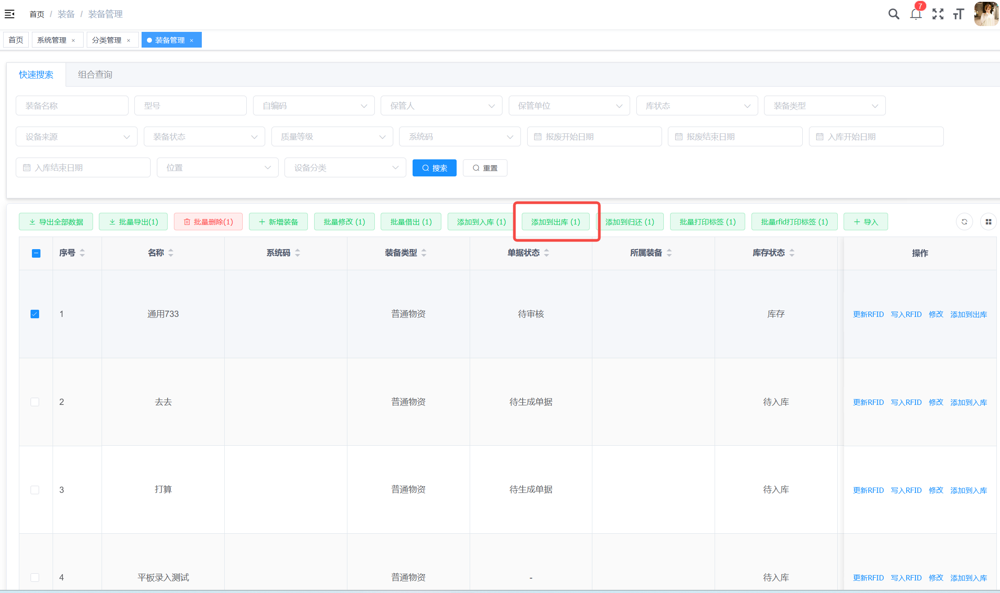 首页 / 装备 / 装备管理
7
首页 系统管理 × 分类管理 × 装备管理 ×
快速搜索 组合查询
装备名称 型号 自编码 保管人 保管单位 库状态 装备类型
设备来源 装备状态 质量等级 系统码 报废开始日期 报废结束日期 入库开始日期
入库结束日期 位置 设备分类 搜索 重置
导出全部数据 批量导出(1) 批量删除(1) 新增装备 批量修改 (1) 批量借出 (1) 添加到入库 (1) 添加到出库 (1) 添加到归还 (1) 批量打印标签 (1) 批量rfid打印标签 (1) 导入
序号 名称 系统码 装备类型 单据状态 所属装备 库存状态 操作
1 通用733 普通物资 待审核 库存 更新RFID 写入RFID 修改 添加到出库
2 去去 普通物资 待生成单据 待入库 更新RFID 写入RFID 修改 添加到入库
3 打算 普通物资 待生成单据 待入库 更新RFID 写入RFID 修改 添加到入库
4 平板录入测试 普通物资 - 待入库 更新RFID 写入RFID 修改 添加到入库